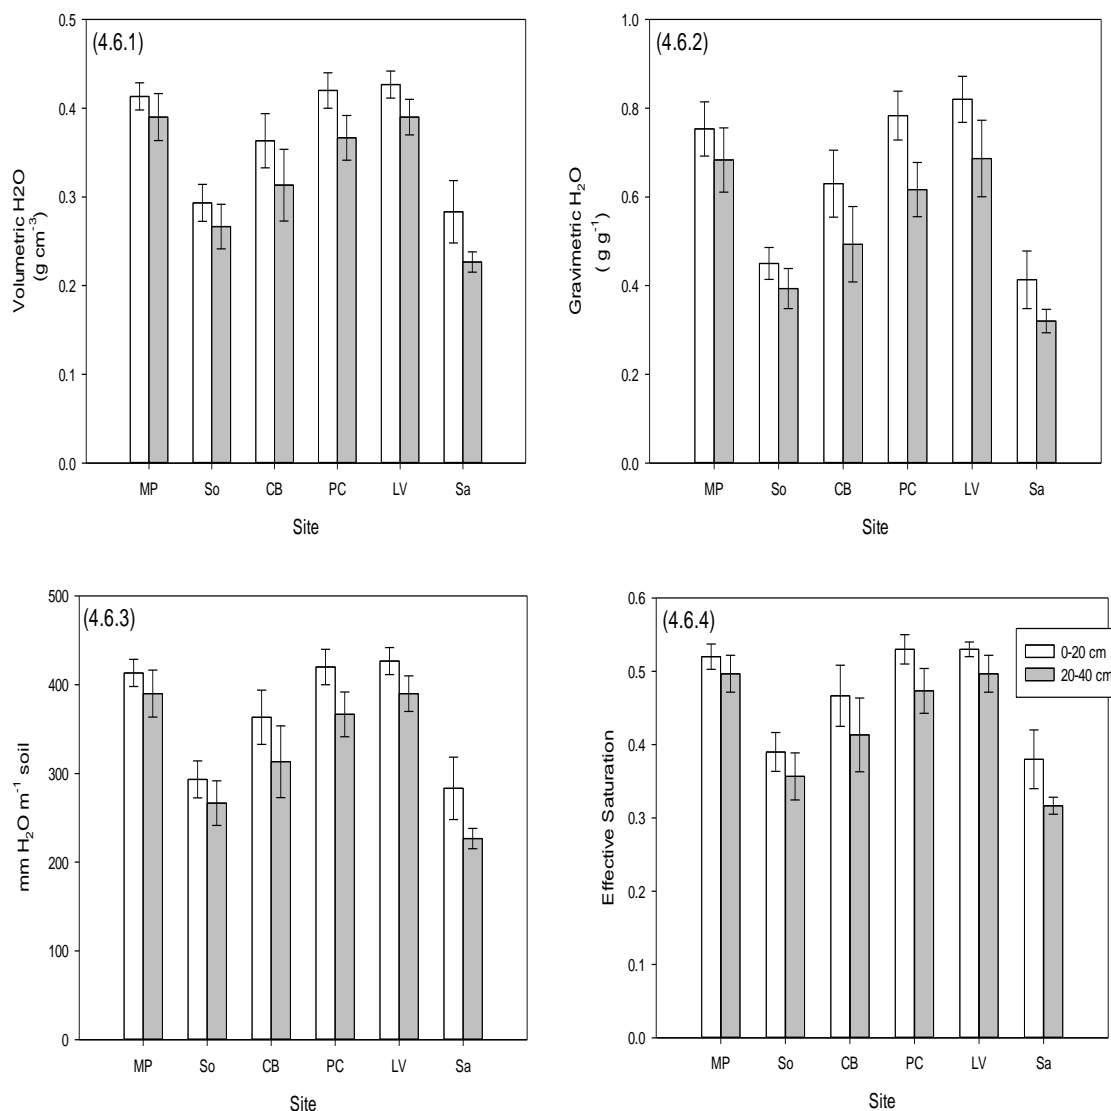 (4.6.1)
0.5
0.4
0.3
0.2
0.1
0.0
Volumetric H2O
(g cm-3)
MP So CB PC LV Sa
Site
(4.6.2)
1.0
0.8
0.6
0.4
0.2
0.0
Gravimetric H2O
( g g-1)
MP So CB PC LV Sa
Site
(4.6.3)
500
400
300
200
100
0
mm H2O m-1 soil
MP So CB PC LV Sa
Site
(4.6.4)
0.6
0.5
0.4
0.3
0.2
0.1
0.0
Effective Saturation
0-20 cm
20-40 cm
MP So CB PC LV Sa
Site